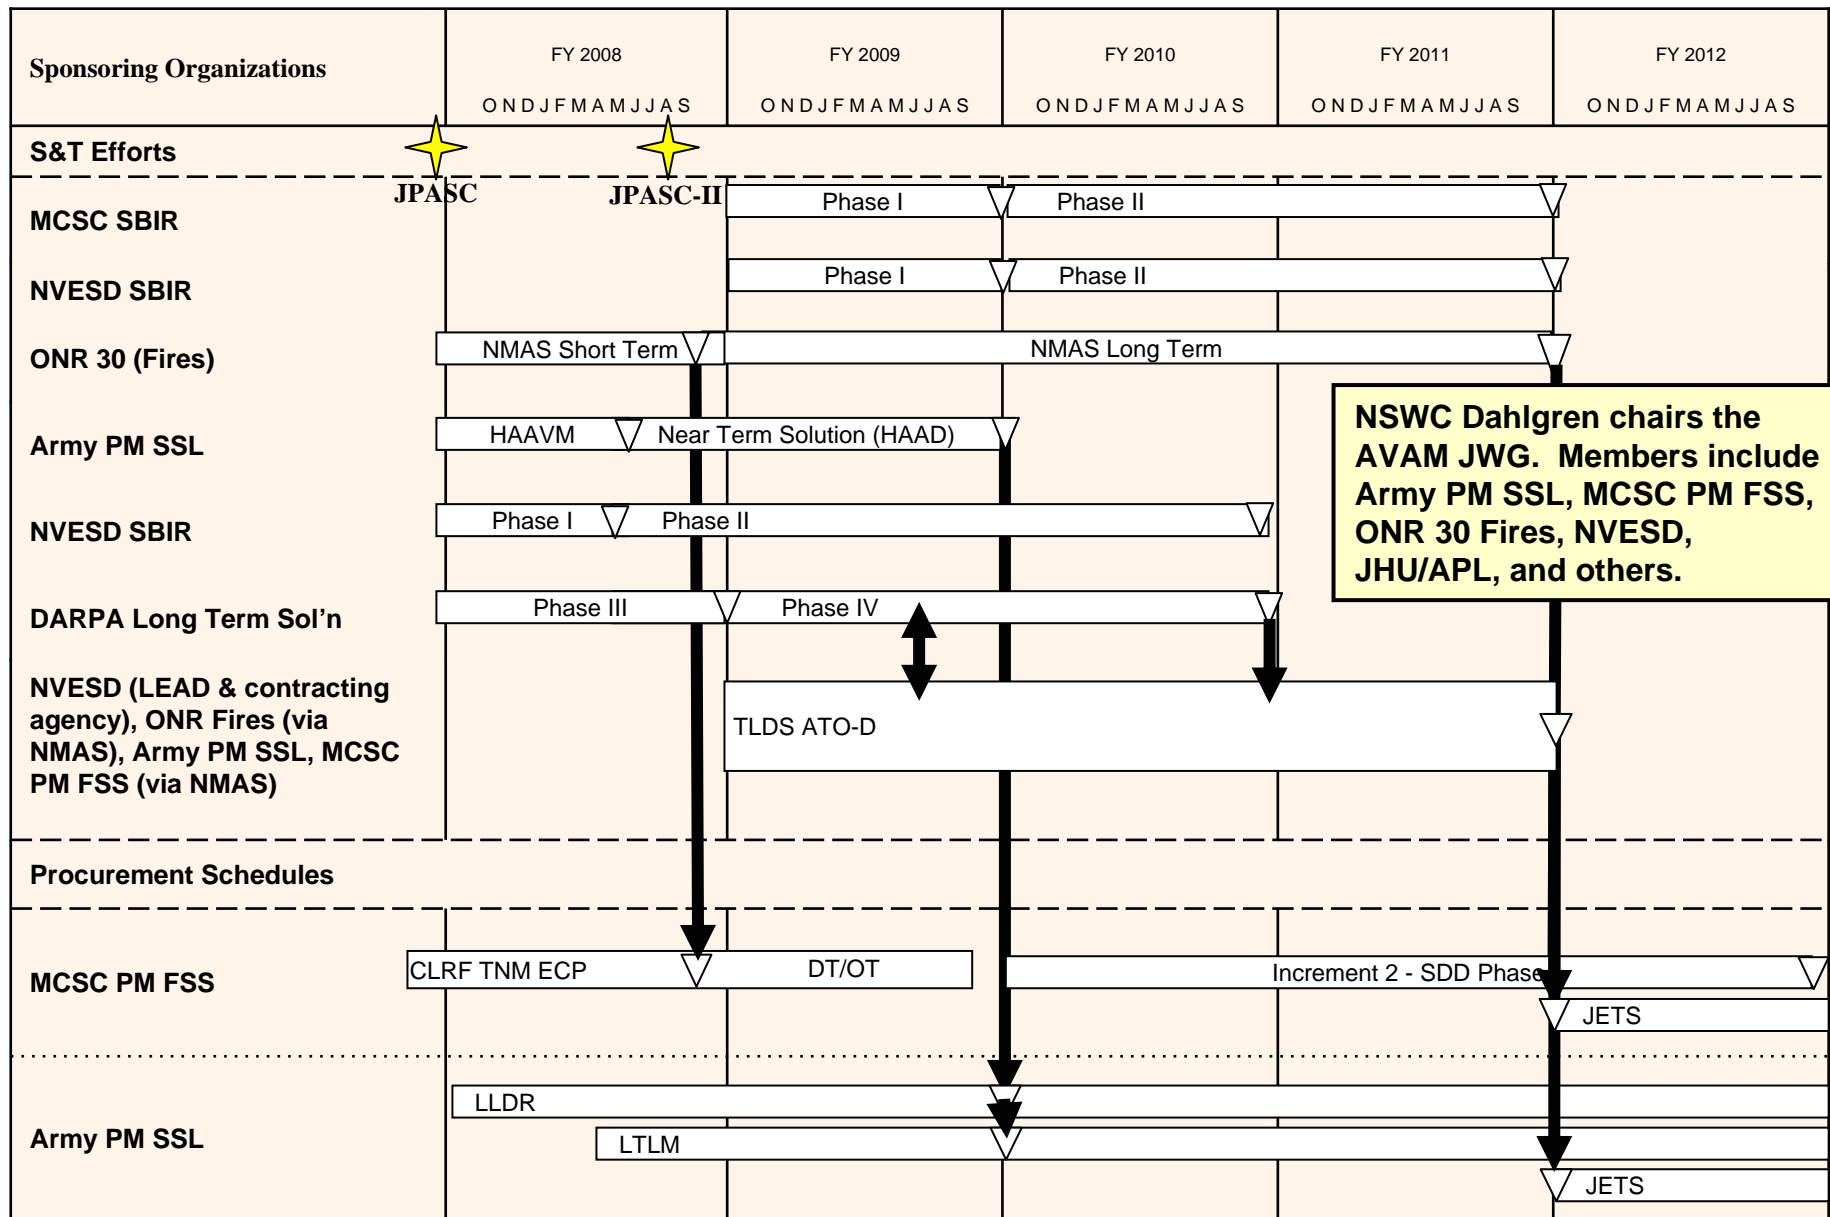 Sponsoring Organizations
FY 2008
FY 2009
FY 2010
FY 2011
FY 2012
O N D J F M A M J J A S
O N D J F M A M J J A S
O N D J F M A M J J A S
O N D J F M A M J J A S
O N D J F M A M J J A S
S&T Efforts
JPASC
JPASC-II
MCSC SBIR
Phase I
Phase II
NVESD SBIR
Phase I
Phase II
ONR 30 (Fires)
NMAS Short Term
NMAS Long Term
Army PM SSL
HAAVM
Near Term Solution (HAAD)
NSWC Dahlgren chairs the
AVAM JWG. Members include
Army PM SSL, MCSC PM FSS,
ONR 30 Fires, NVESD,
JHU/APL, and others.
NVESD SBIR
Phase I
Phase II
DARPA Long Term Sol’n
Phase III
Phase IV
NVESD (LEAD & contracting
agency), ONR Fires (via
NMAS), Army PM SSL, MCSC
PM FSS (via NMAS)
TLDS ATO-D
Procurement Schedules
MCSC PM FSS
CLRF TNM ECP
DT/OT
Increment 2 - SDD Phase
JETS
Army PM SSL
LLDR
LTLM
JETS